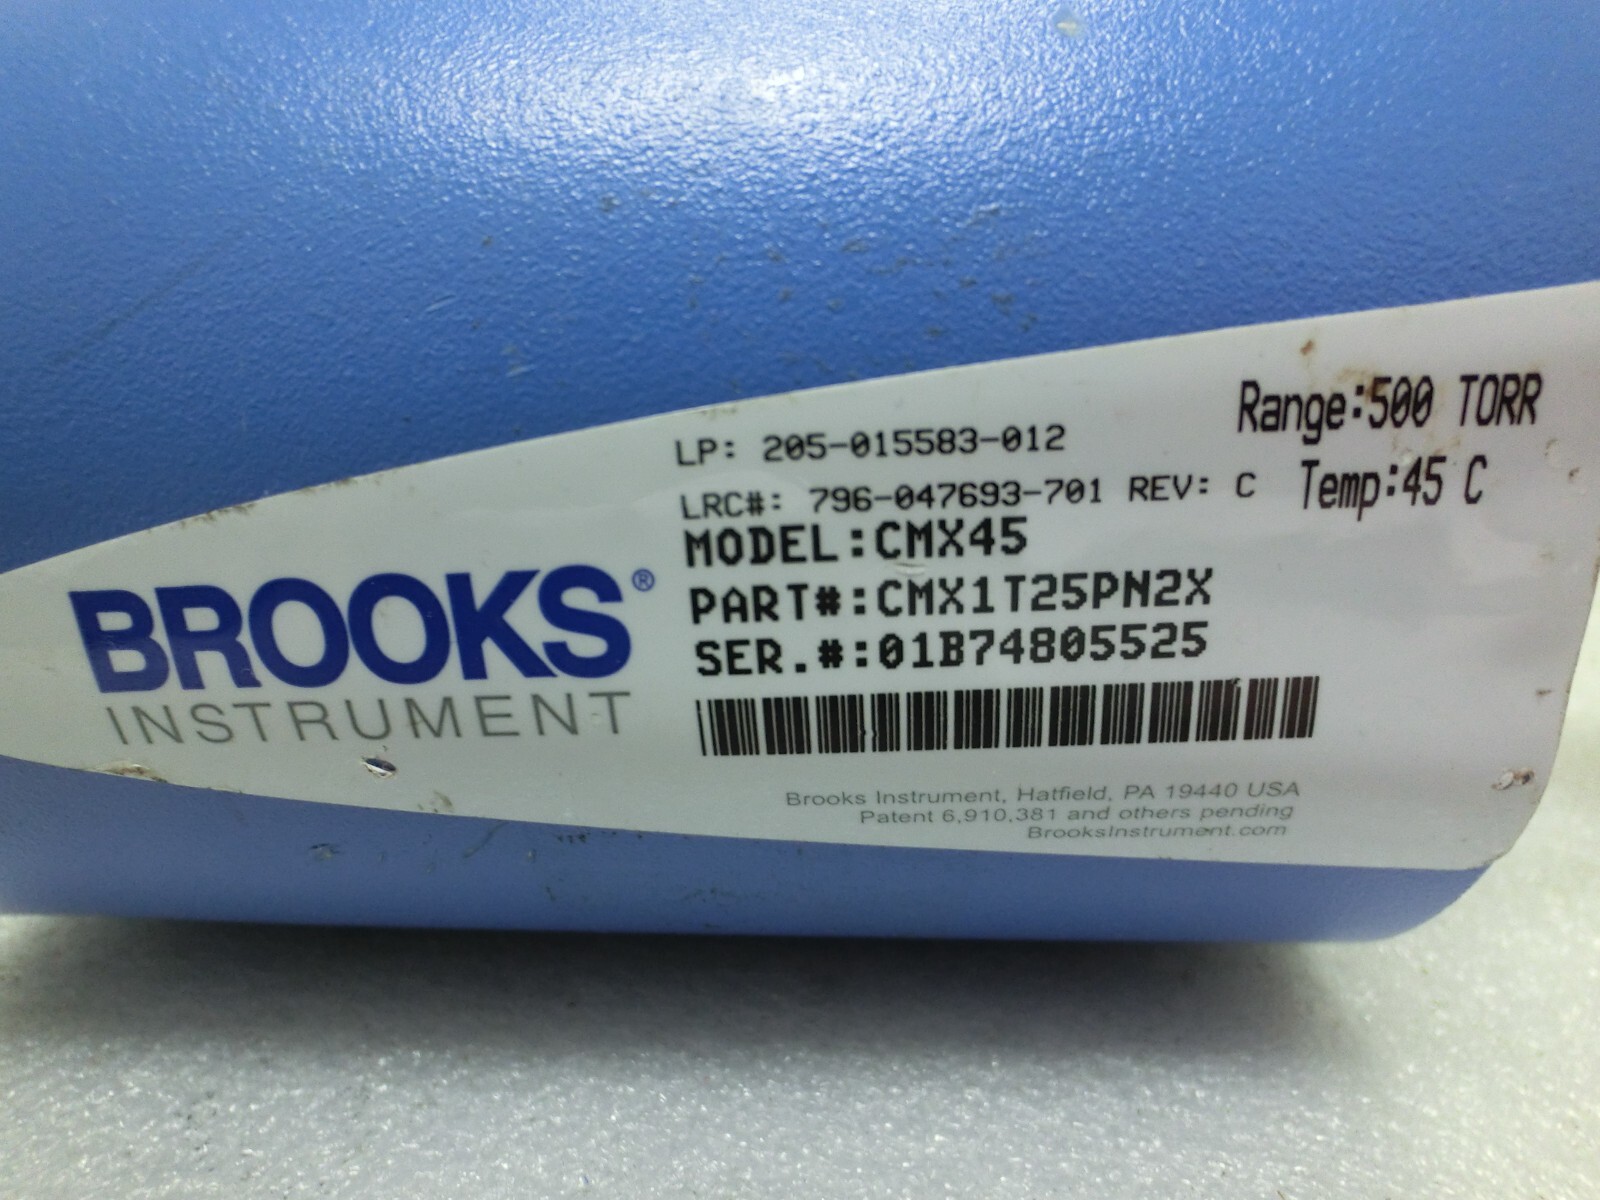 BROOKS®
INSTRUMENT
LP: 205-015583-012
LRC#: 796-047693-701 REV: C
Range:500 TORR
Temp:45 C
MODEL:CMX45
PART#:CMX1T25PN2X
SER.#:01B74805525
Brooks Instrument, Hatfield, PA 19440 USA
Patent 6,910,381 and others pending
BrooksInstrument.com